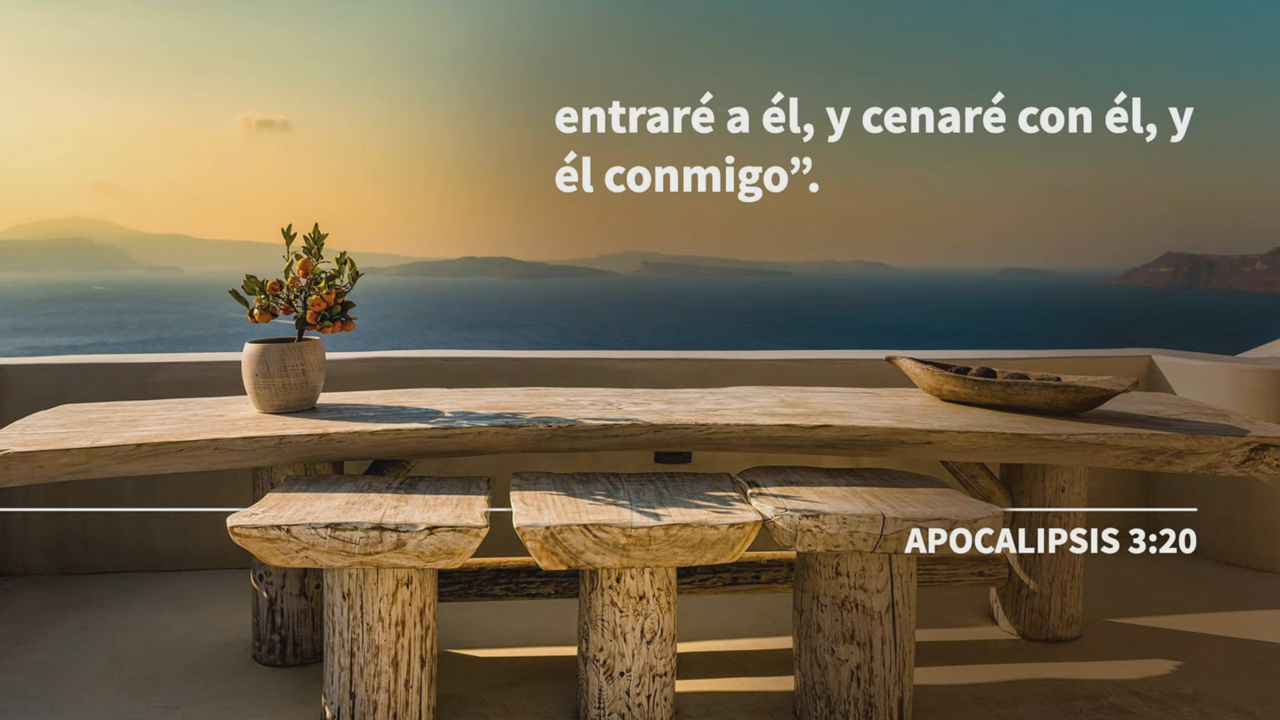 entraré a él, y cenaré con él, y
él conmigo”.
APOCALIPSIS 3:20